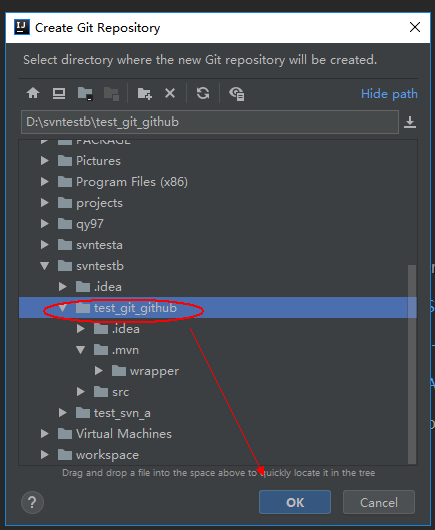 Create Git Repository
Select directory where the new Git repository will be created.
Hide path
D:\svntestb\test_git_github
PACKAGE
Pictures
Program Files (x86)
projects
qy97
svntesta
svntestb
.idea
test_git_github
.idea
.mvn
wrapper
src
test_svn_a
Virtual Machines
workspace
Drag and drop a file into the space above to quickly locate it in the tree
?
OK
Cancel